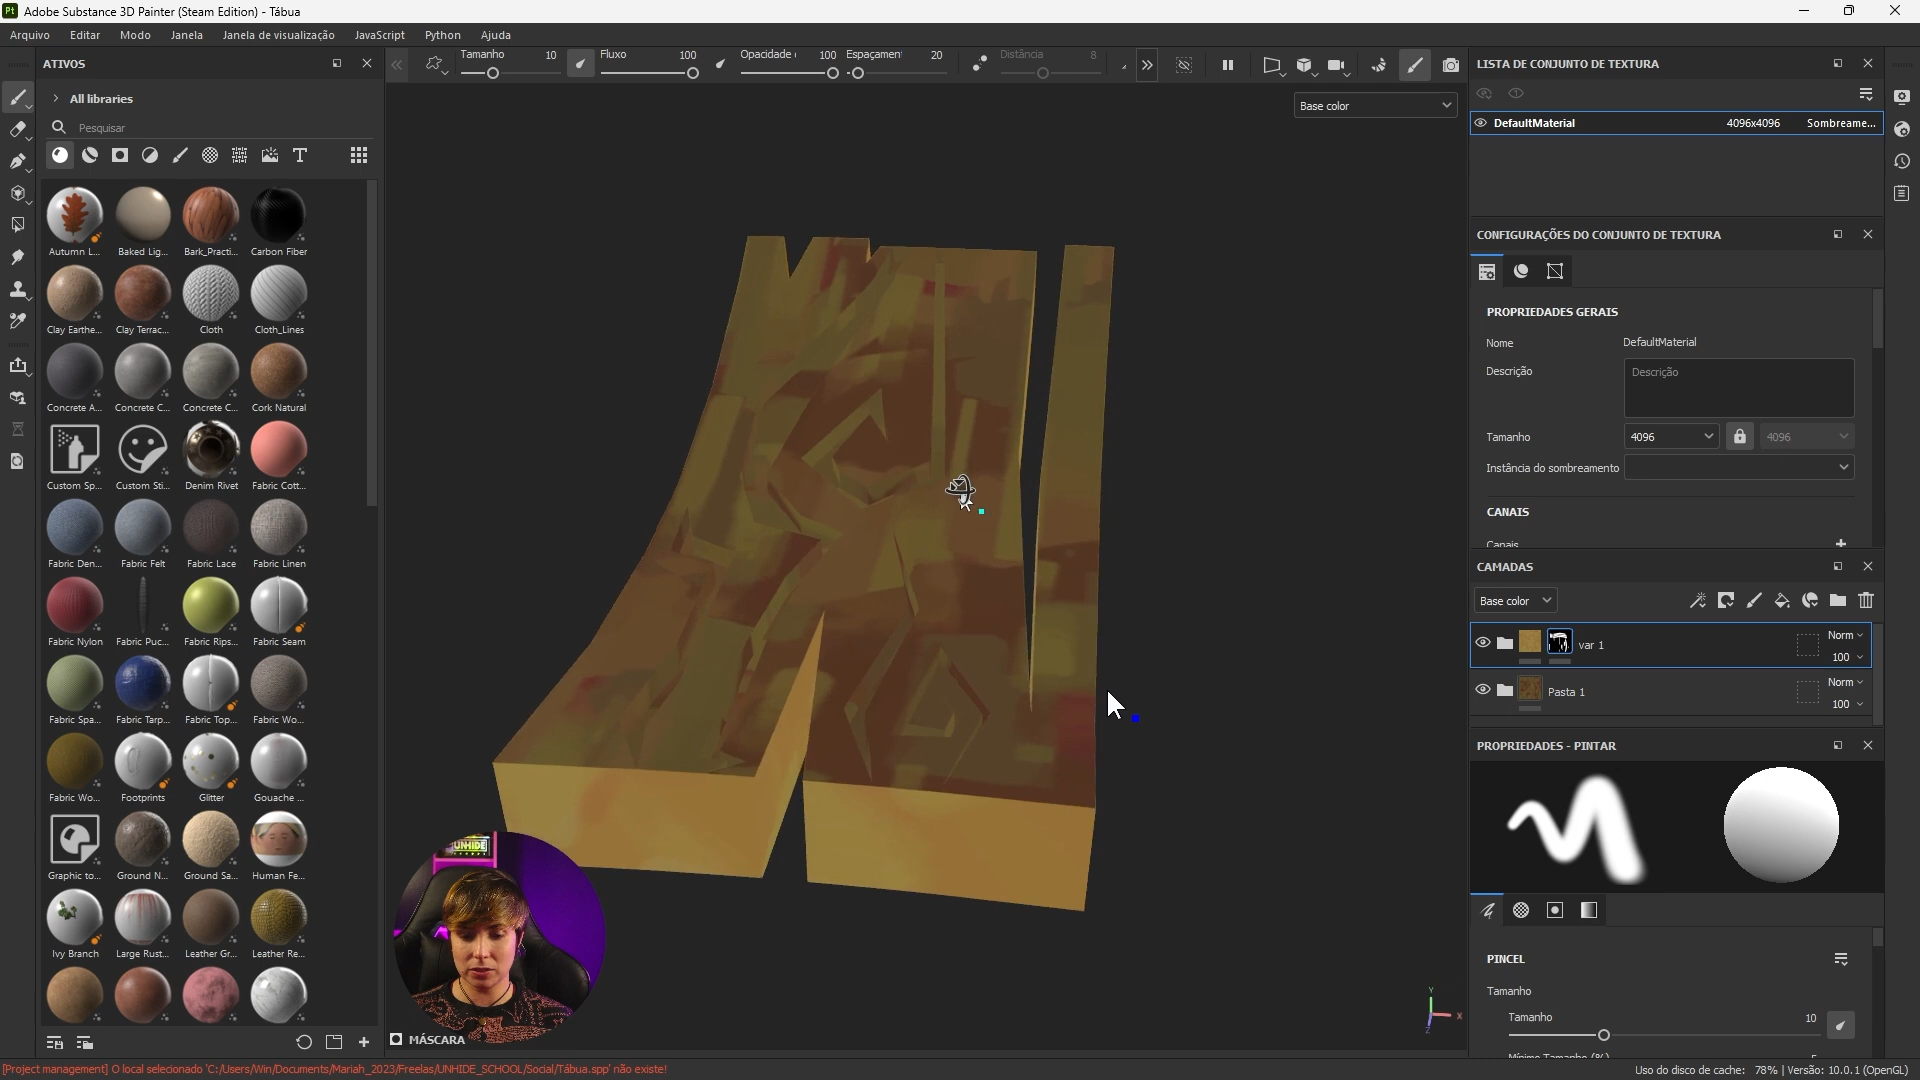 Pt Adobe Substance 3D Painter (Steam Edition) - Tábua
Arquivo Editar Modo Janela Janela de visualização JavaScript Python Ajuda
ATIVOS
All libraries
Pesquisar
Autumn L... Baked Lig... Bark_Practi... Carbon Fiber
Clay Earthe... Clay Terrac... Cloth Cloth_Lines
Concrete A... Concrete C... Concrete C... Cork Natural
Custom Sp... Custom Sti... Denim Rivet Fabric Cott...
Fabric Den... Fabric Felt Fabric Lace Fabric Linen
Fabric Nylon Fabric Puc... Fabric Rips... Fabric Seam
Fabric Spa... Fabric Tarp... Fabric Top... Fabric Wo...
Fabric Wo... Footprints Glitter Gouache ...
Graphic to... Ground N... Ground Sa... Human Fe...
Ivy Branch Large Rust... Leather Gr... Leather Re...
Tamanho 10 Fluxo 100 Opacidade 100 Espaçamen 20 Distância 8
Base color
UNHIDE
MÁSCARA
Y
X
Z
LISTA DE CONJUNTO DE TEXTURA
DefaultMaterial 4096x4096 Sombreame...
CONFIGURAÇÕES DO CONJUNTO DE TEXTURA
PROPRIEDADES GERAIS
Nome DefaultMaterial
Descrição Descrição
Tamanho 4096 4096
Instância do sombreamento
CANAIS
Canais +
CAMADAS
Base color
var 1 Norm 100
Pasta 1 Norm 100
PROPRIEDADES - PINTAR
PINCEL
Tamanho
Tamanho 10
Mínimo Tamanho (%) 5
[Project management] O local selecionado 'C:/Users/Win/Documents/Mariah_2023/Freelas/UNHIDE_SCHOOL/Social/Tábua.spp' não existe!
Uso do disco de cache: 78% | Versão: 10.0.1 (OpenGL)